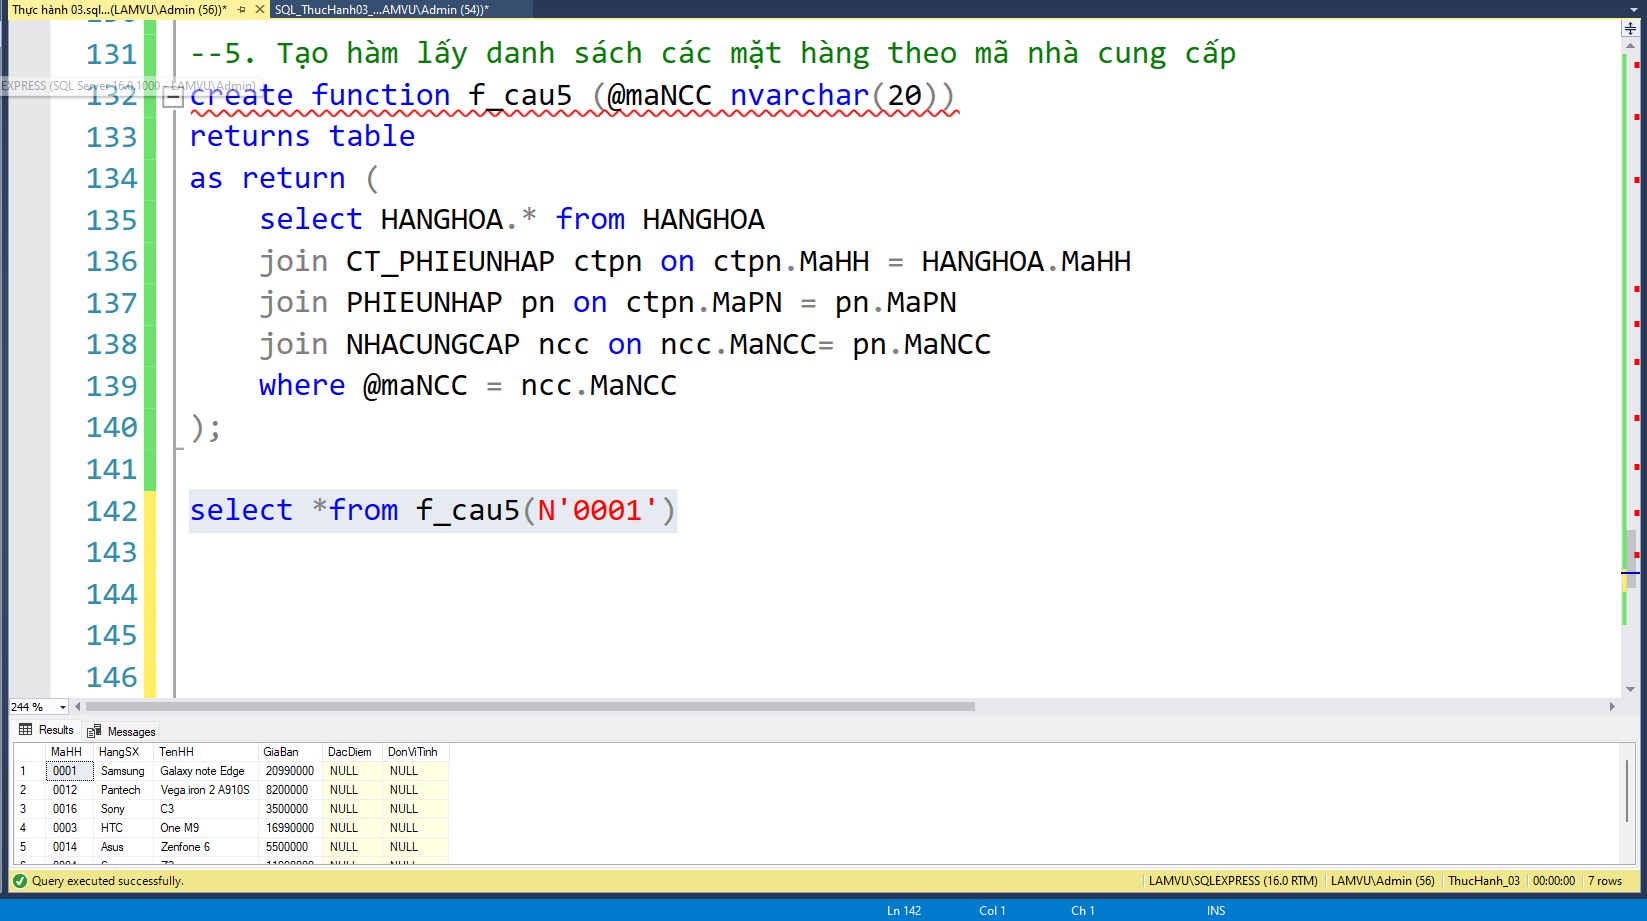 Thực hành 03.sql...(LAMVU\Admin (56))*
SQL_ThucHanh03_...AMVU\Admin (54))*
131 --5. Tạo hàm lấy danh sách các mặt hàng theo mã nhà cung cấp
EXPRESS (SQL Server 16.0.1000 - LAMVU\Admin)
132 create function f_cau5 (@maNCC nvarchar(20))
133 returns table
134 as return (
135 select HANGHOA.* from HANGHOA
136 join CT_PHIEUNHAP ctpn on ctpn.MaHH = HANGHOA.MaHH
137 join PHIEUNHAP pn on ctpn.MaPN = pn.MaPN
138 join NHACUNGCAP ncc on ncc.MaNCC= pn.MaNCC
139 where @maNCC = ncc.MaNCC
140 );
141
142 select *from f_cau5(N'0001')
143
144
145
146
244 %
Results Messages
MaHH HangSX TenHH GiaBan DacDiem DonViTinh
1 0001 Samsung Galaxy note Edge 20990000 NULL NULL
2 0012 Pantech Vega iron 2 A910S 8200000 NULL NULL
3 0016 Sony C3 3500000 NULL NULL
4 0003 HTC One M9 16990000 NULL NULL
5 0014 Asus Zenfone 6 5500000 NULL NULL
Query executed successfully. LAMVU\SQLEXPRESS (16.0 RTM) LAMVU\Admin (56) ThucHanh_03 00:00:00 7 rows
Ln 142 Col 1 Ch 1 INS